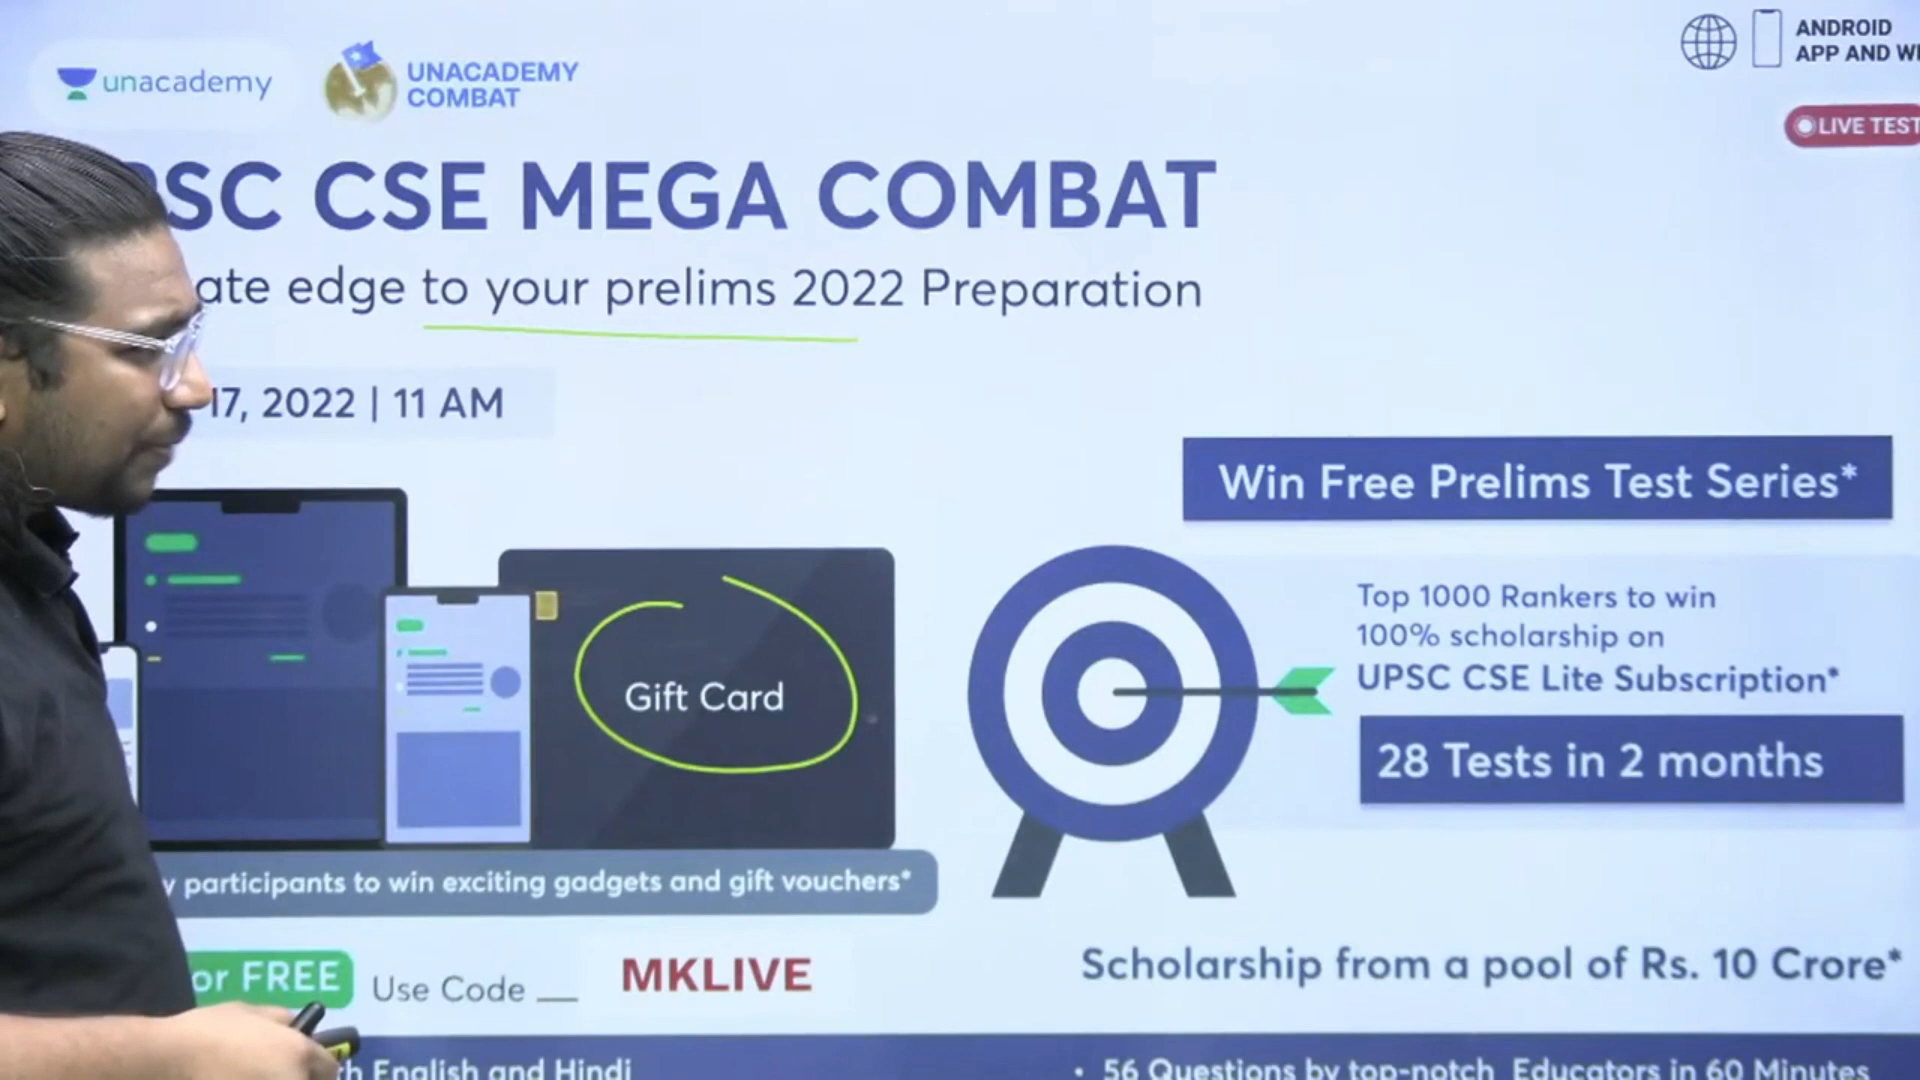 unacademy
UNACADEMY
COMBAT
ANDROID
APP AND
LIVE TEST
PSC CSE MEGA COMBAT
ate edge to your prelims 2022 Preparation
17, 2022 | 11 AM
Win Free Prelims Test Series*
Top 1000 Rankers to win
100% scholarship on
UPSC CSE Lite Subscription*
28 Tests in 2 months
Gift Card
y participants to win exciting gadgets and gift vouchers*
or FREE
Use Code __ MKLIVE
Scholarship from a pool of Rs. 10 Crore*
th English and Hindi
• 56 Questions by top-notch Educators in 60 Minutes